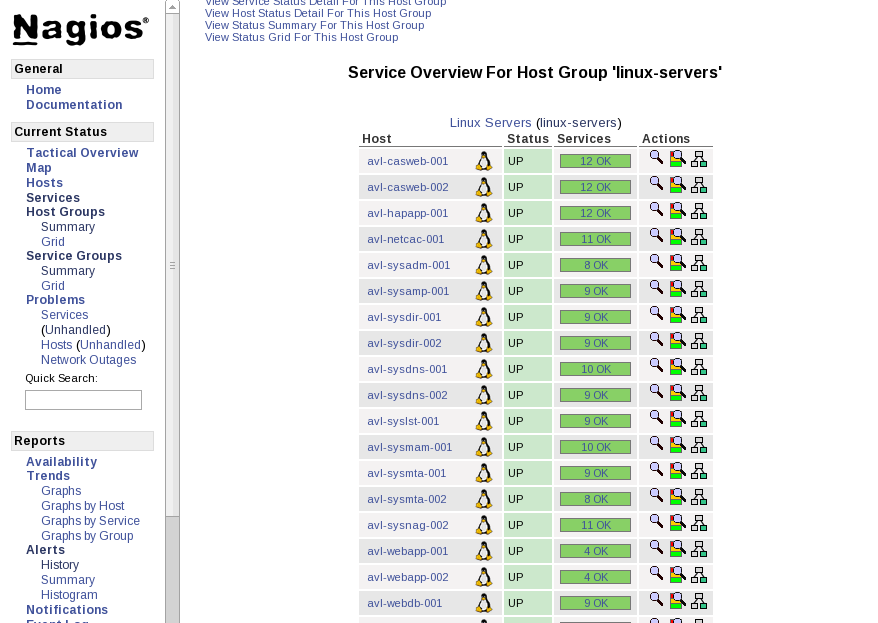 View Service Status Detail For This Host Group
View Host Status Detail For This Host Group
View Status Summary For This Host Group
View Status Grid For This Host Group
Nagios®
General
Home
Documentation
Current Status
Tactical Overview
Map
Hosts
Services
Host Groups
Summary
Grid
Service Groups
Summary
Grid
Problems
Services
(Unhandled)
Hosts (Unhandled)
Network Outages
Quick Search:
Reports
Availability
Trends
Graphs
Graphs by Host
Graphs by Service
Graphs by Group
Alerts
History
Summary
Histogram
Notifications
Event Log
Service Overview For Host Group 'linux-servers'
Linux Servers (linux-servers)
Host Status Services Actions
avl-casweb-001 UP 12 OK
avl-casweb-002 UP 12 OK
avl-hapapp-001 UP 12 OK
avl-netcac-001 UP 11 OK
avl-sysadm-001 UP 8 OK
avl-sysamp-001 UP 9 OK
avl-sysdir-001 UP 9 OK
avl-sysdir-002 UP 9 OK
avl-sysdns-001 UP 10 OK
avl-sysdns-002 UP 9 OK
avl-syslst-001 UP 9 OK
avl-sysmam-001 UP 10 OK
avl-sysmta-001 UP 9 OK
avl-sysmta-002 UP 8 OK
avl-sysnag-002 UP 11 OK
avl-webapp-001 UP 4 OK
avl-webapp-002 UP 4 OK
avl-webdb-001 UP 9 OK